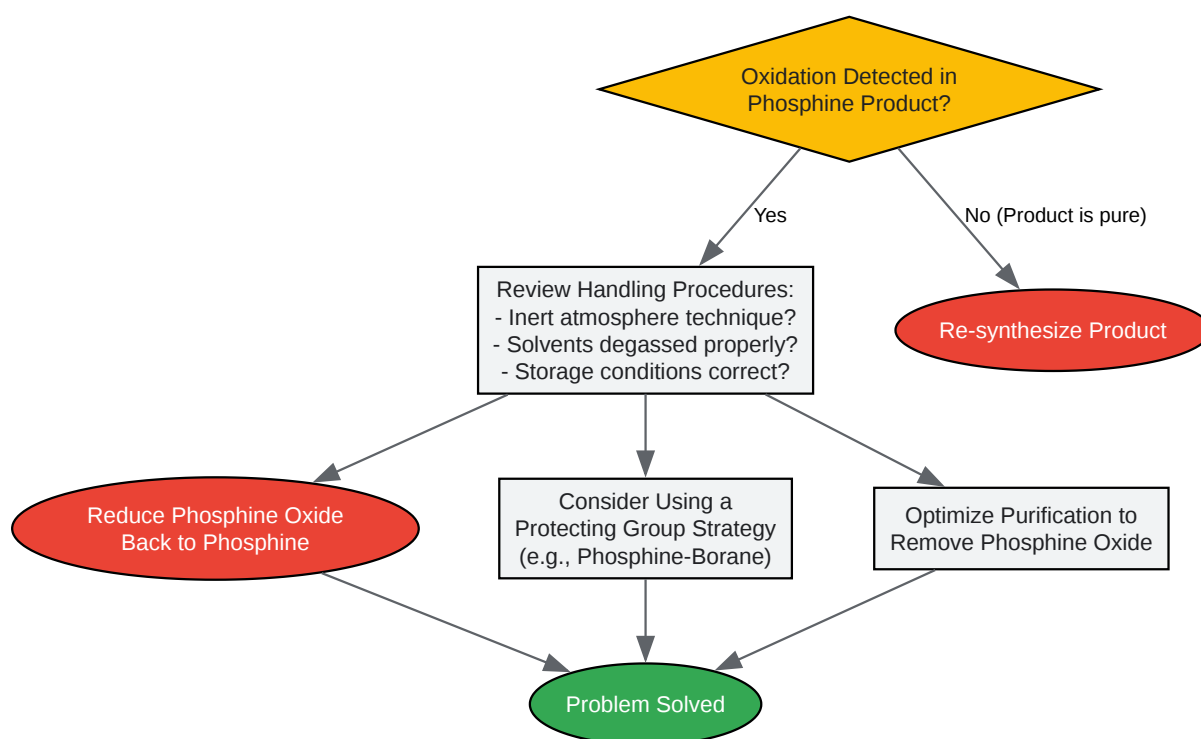 Oxidation Detected in
Phosphine Product?
Yes
No (Product is pure)
Review Handling Procedures:
- Inert atmosphere technique?
- Solvents degassed properly?
- Storage conditions correct?
Re-synthesize Product
Reduce Phosphine Oxide
Back to Phosphine
Consider Using a
Protecting Group Strategy
(e.g., Phosphine-Borane)
Optimize Purification to
Remove Phosphine Oxide
Problem Solved